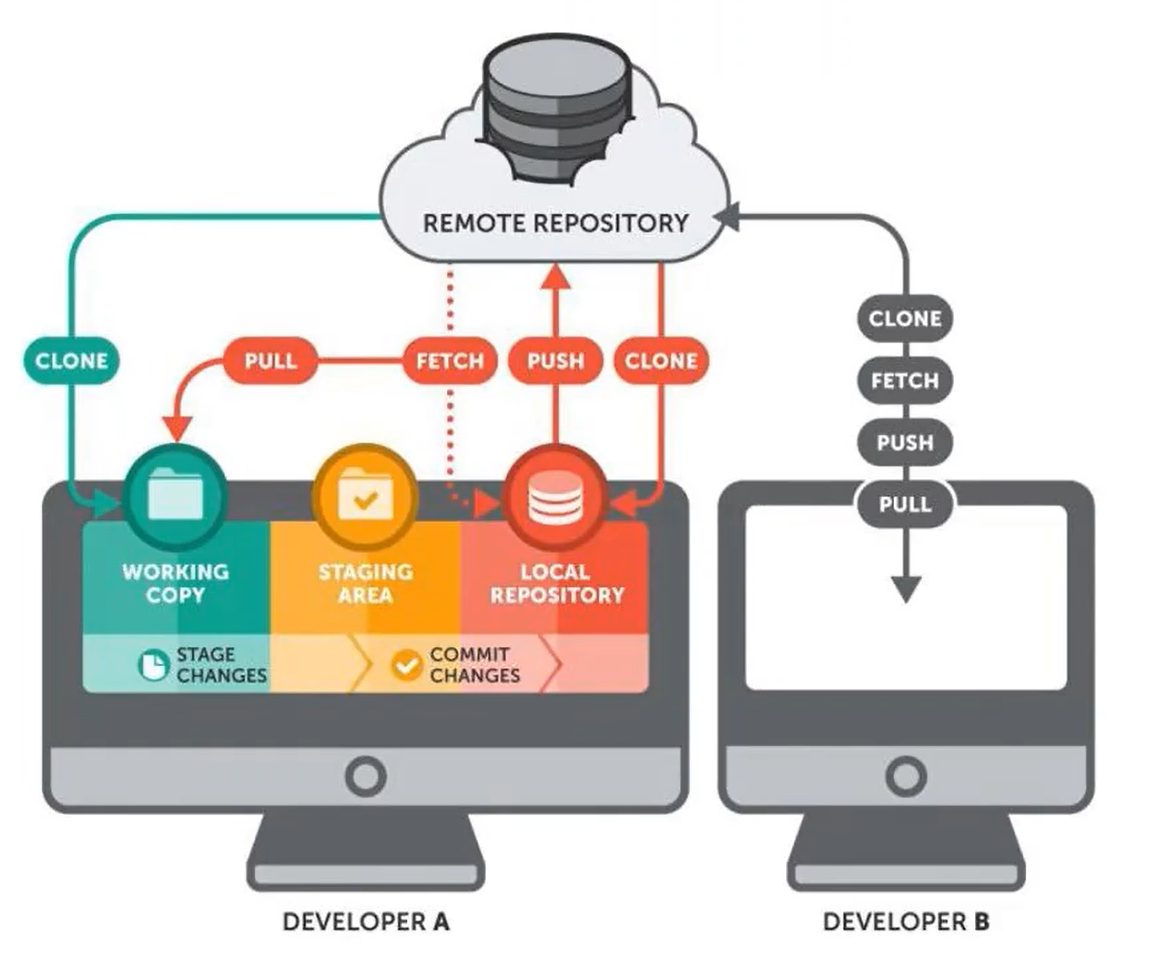 REMOTE REPOSITORY
CLONE
PULL
FETCH
PUSH
CLONE
CLONE
FETCH
PUSH
PULL
WORKING
COPY
STAGING
AREA
LOCAL
REPOSITORY
STAGE
CHANGES
COMMIT
CHANGES
DEVELOPER A
DEVELOPER B